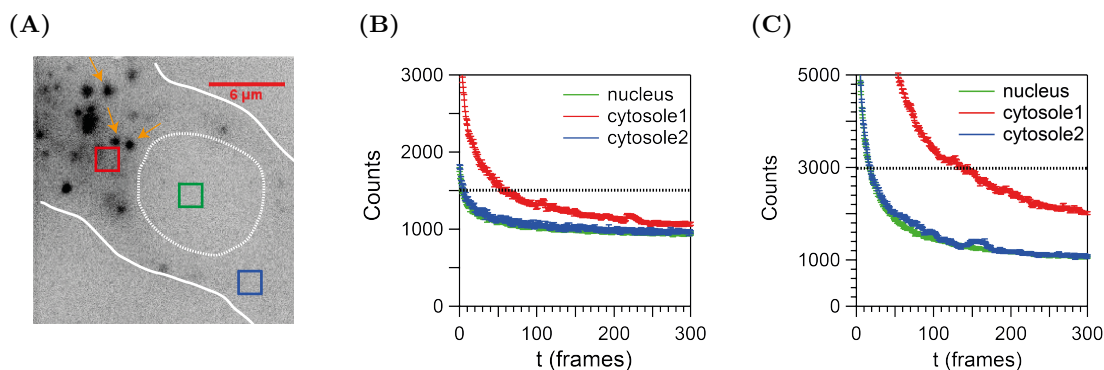 (A)
6 µm
(B)
3000
2000
1000
0
0
100
200
300
Counts
t (frames)
nucleus
cytosole1
cytosole2
(C)
5000
3000
1000
0
0
100
200
300
Counts
t (frames)
nucleus
cytosole1
cytosole2